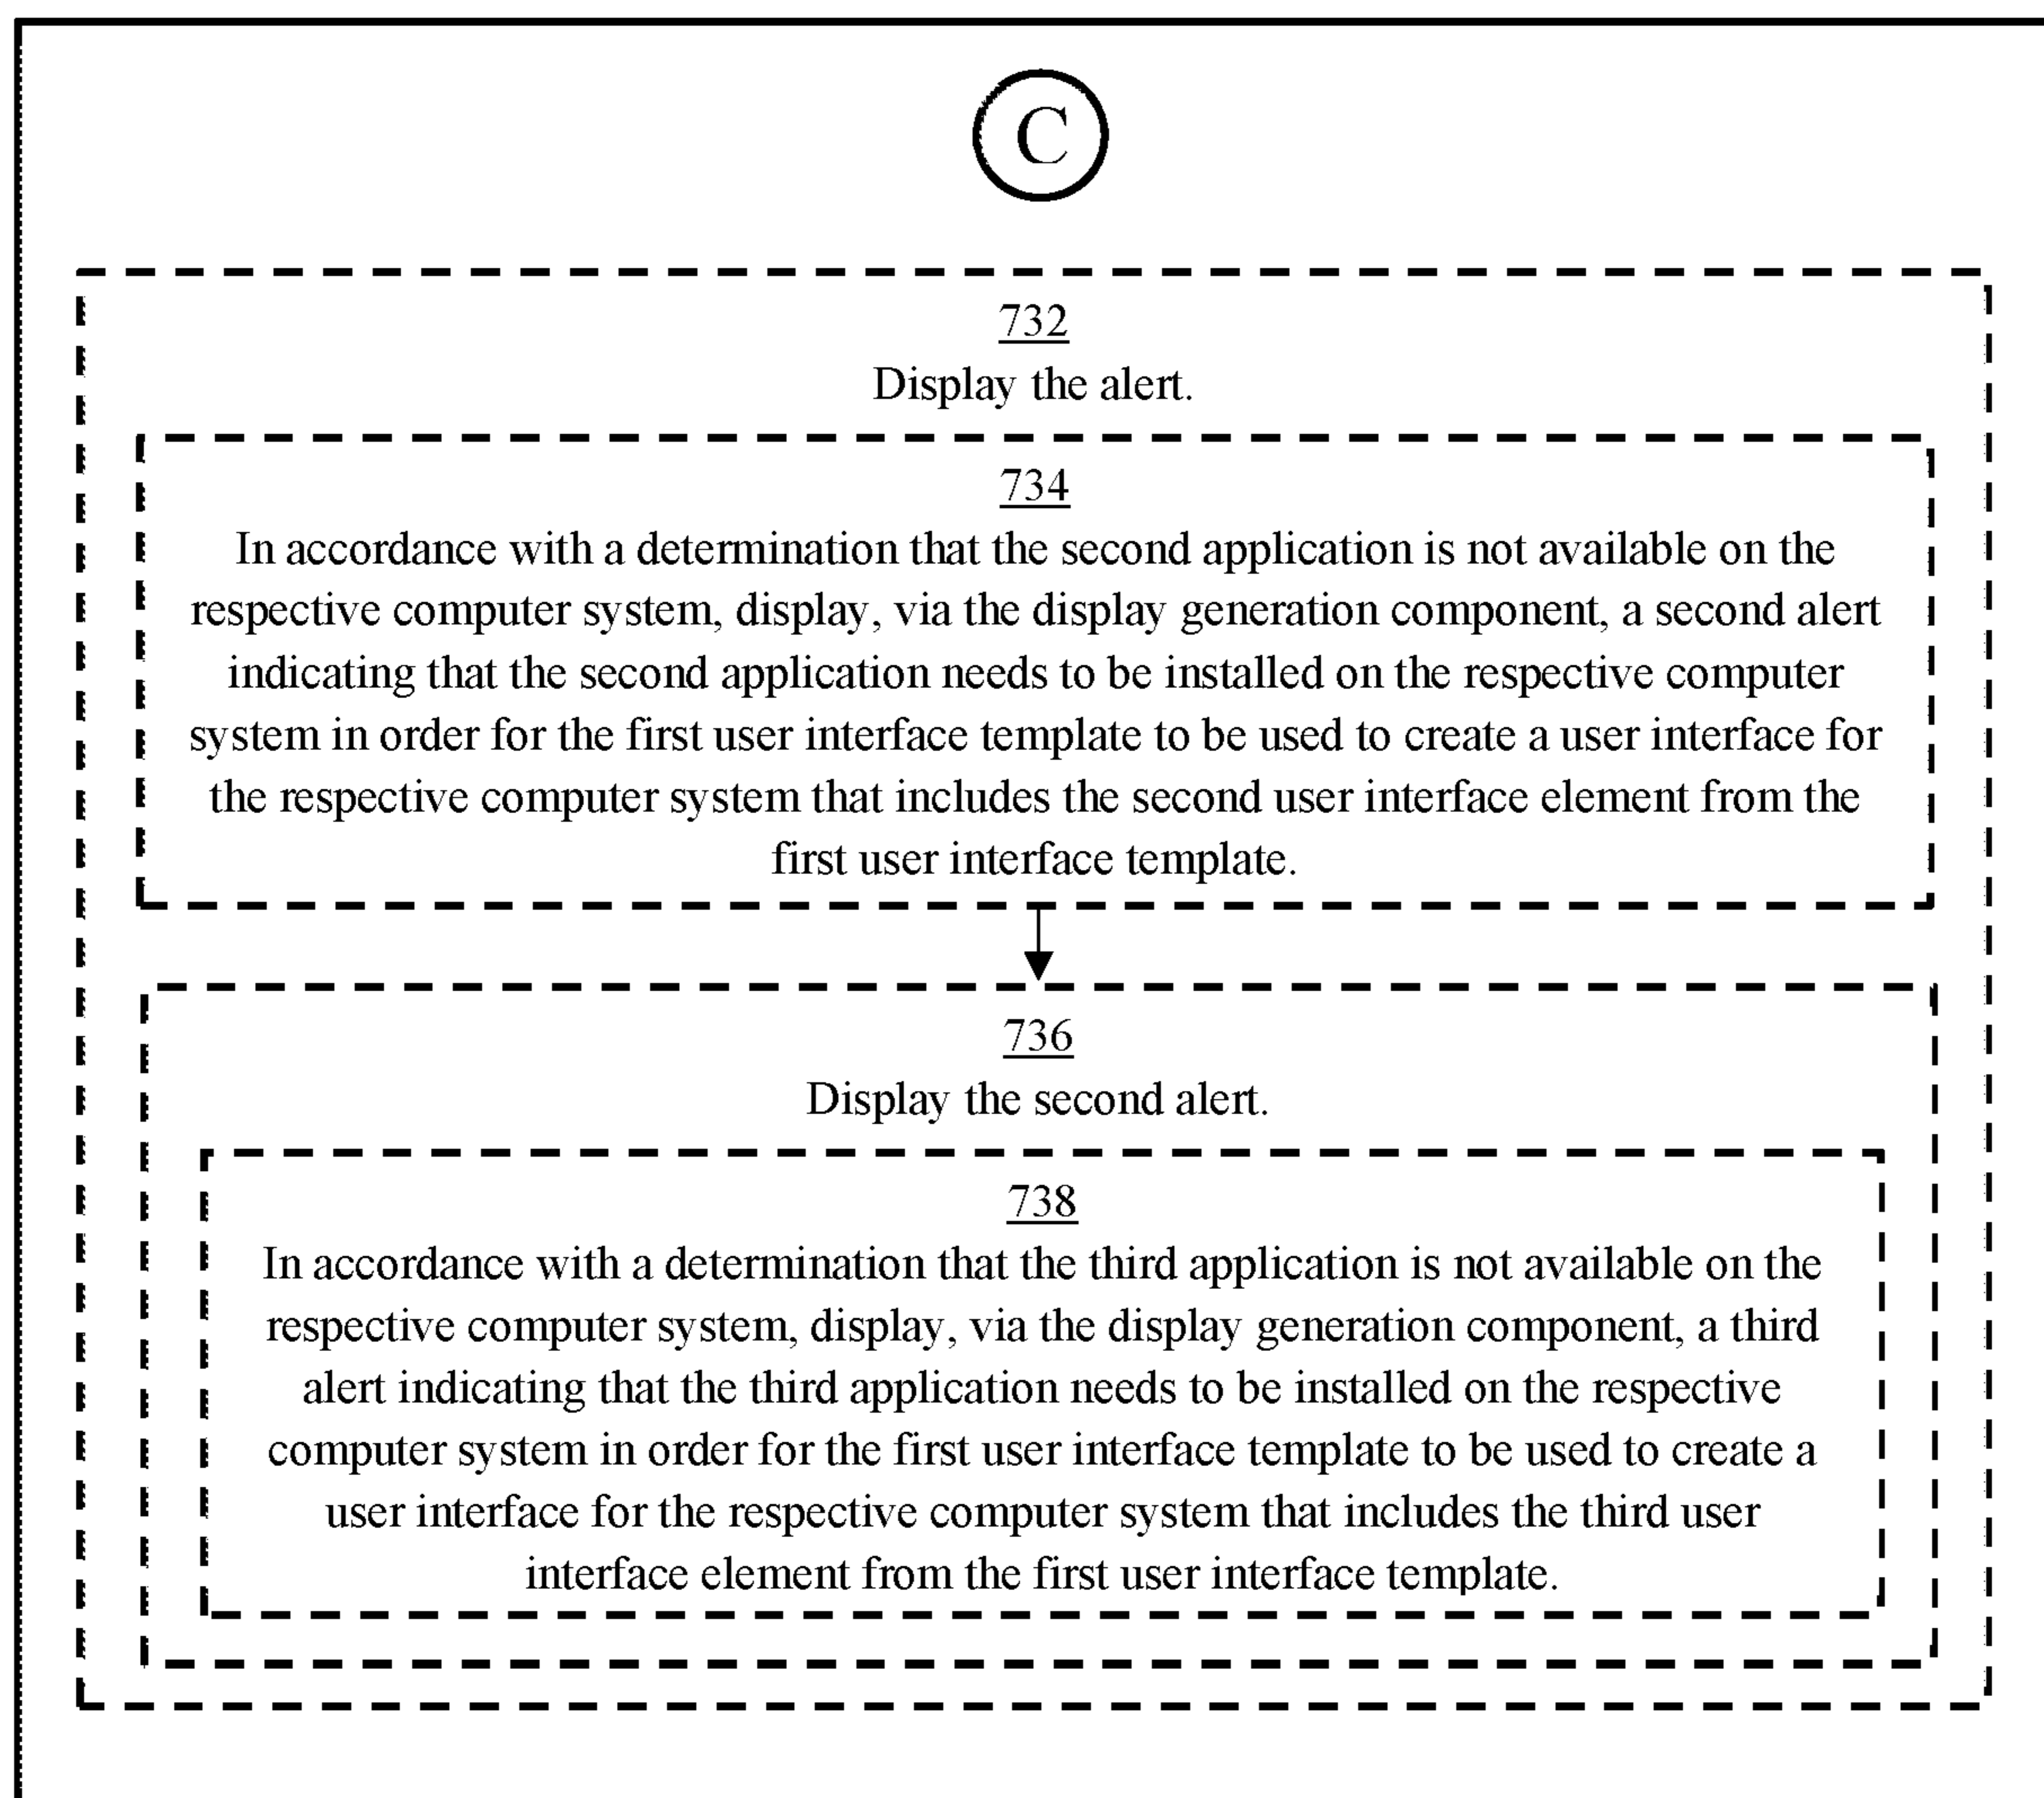 C
732
Display the alert.
734
In accordance with a determination that the second application is not available on the
respective computer system, display, via the display generation component, a second alert
indicating that the second application needs to be installed on the respective computer
system in order for the first user interface template to be used to create a user interface for
the respective computer system that includes the second user interface element from the
first user interface template.
736
Display the second alert.
738
In accordance with a determination that the third application is not available on the
respective computer system, display, via the display generation component, a third
alert indicating that the third application needs to be installed on the respective
computer system in order for the first user interface template to be used to create a
user interface for the respective computer system that includes the third user
interface element from the first user interface template.